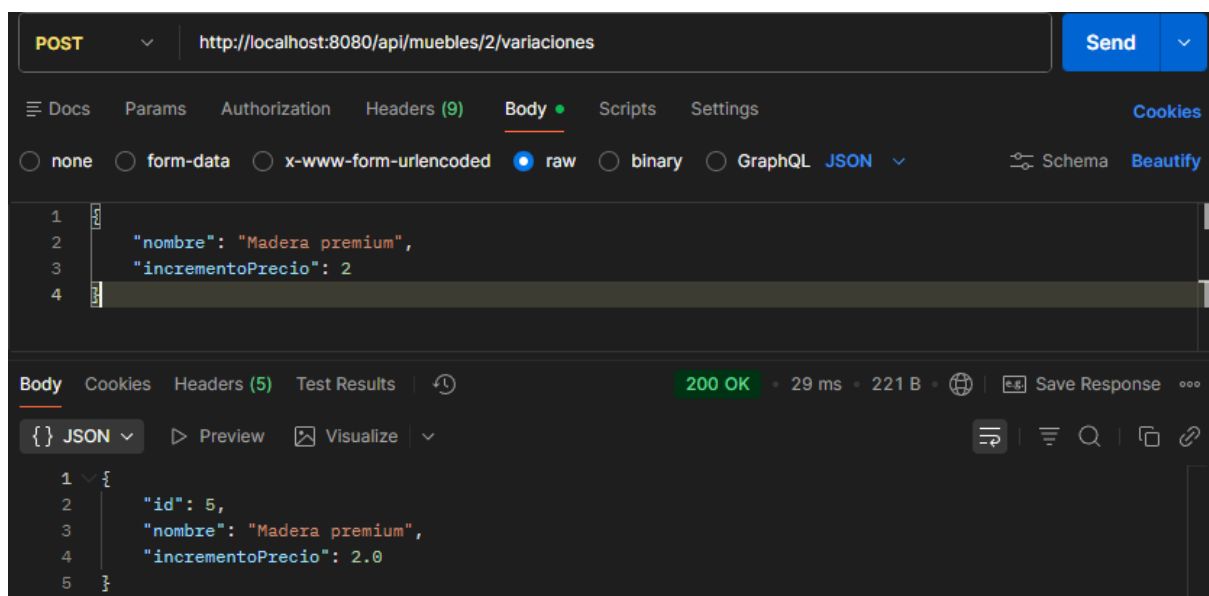 POST http://localhost:8080/api/muebles/2/variaciones Send
Docs Params Authorization Headers (9) Body Scripts Settings Cookies
none form-data x-www-form-urlencoded raw binary GraphQL JSON Schema Beautify
1 {
2 "nombre": "Madera premium",
3 "incrementoPrecio": 2
4 }
Body Cookies Headers (5) Test Results 200 OK • 29 ms • 221 B • e.g. Save Response
{} JSON Preview Visualize
1 {
2 "id": 5,
3 "nombre": "Madera premium",
4 "incrementoPrecio": 2.0
5 }